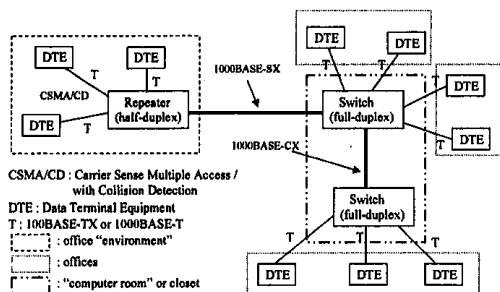 DTE
DTE
T
T
CSMA/CD
DTE
T
Repeater
(half-duplex)
1000BASE-SX
DTE
DTE
T
T
Switch
(full-duplex)
T
DTE
T
DTE
1000BASE-CX
Switch
(full-duplex)
T
T
T
DTE
DTE
DTE
CSMA/CD : Carrier Sense Multiple Access /
with Collision Detection
DTE : Data Terminal Equipment
T : 100BASE-TX or 1000BASE-T
: office "environment"
: offices
: "computer room" or closet